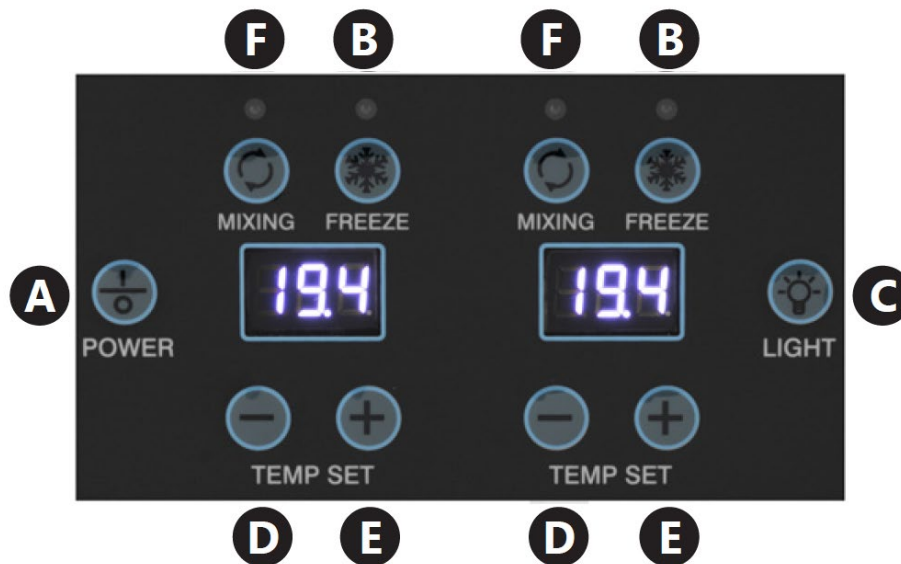 F B F B
MIXING FREEZE MIXING FREEZE
19.4 19.4
A C
POWER LIGHT
− + − +
TEMP SET TEMP SET
D E D E